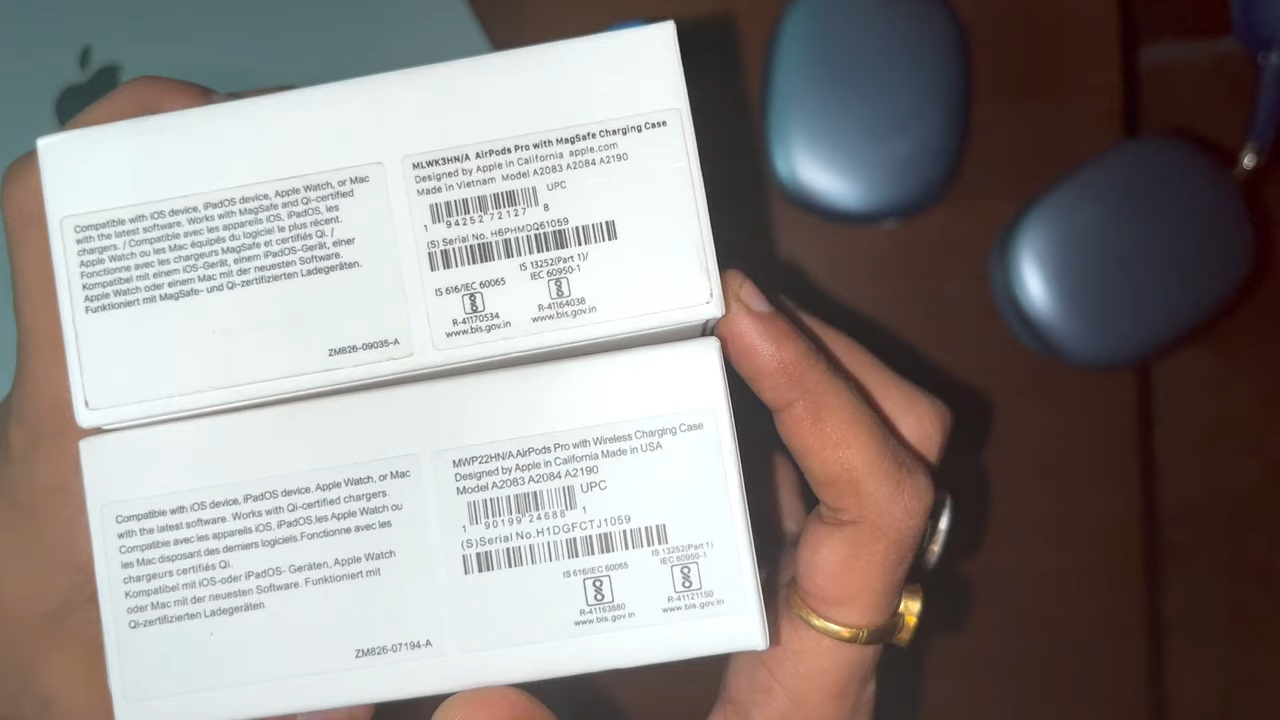 Compatible with iOS device, iPadOS device, Apple Watch, or Mac
with the latest software. Works with MagSafe and Qi-certified
chargers. / Compatible avec les appareils iOS, iPadOS, les
Apple Watch ou les Mac équipés du logiciel le plus récent.
Fonctionne avec les chargeurs MagSafe et certifiés Qi. /
Kompatibel mit einem iOS-Gerät, einem iPadOS-Gerät, einer
Apple Watch oder einem Mac mit der neuesten Software.
Funktioniert mit MagSafe- und Qi-zertifizierten Ladegeräten.
ZM826-09035-A
MLWK3HN/A AirPods Pro with MagSafe Charging Case
Designed by Apple in California apple.com
Made in Vietnam Model A2083 A2084 A2190
UPC
1 94252 72127 8
(S) Serial No. H6PHMDQ61059
IS 616/IEC 60065
R-41170534
www.bis.gov.in
IS 13252(Part 1)/
IEC 60950-1
R-41164038
www.bis.gov.in
Compatible with iOS device, iPadOS device, Apple Watch, or Mac
with the latest software. Works with Qi-certified chargers.
Compatible avec les appareils iOS, iPadOS,les Apple Watch ou
les Mac disposant des derniers logiciels.Fonctionne avec les
chargeurs certifiés Qi.
Kompatibel mit iOS-oder iPadOS- Geräten, Apple Watch
oder Mac mit der neuesten Software. Funktioniert mit
Qi-zertifizierten Ladegeräten
ZM826-07194-A
MWP22HN/A AirPods Pro with Wireless Charging Case
Designed by Apple in California Made in USA
Model A2083 A2084 A2190
UPC
1 90199 24688 1
(S)Serial No.H1DGFCTJ1059
IS 616/IEC 60065
R-41163880
www.bis.gov.in
IS 13252(Part 1)
IEC 60950-1
R-41121150
www.bis.gov.in